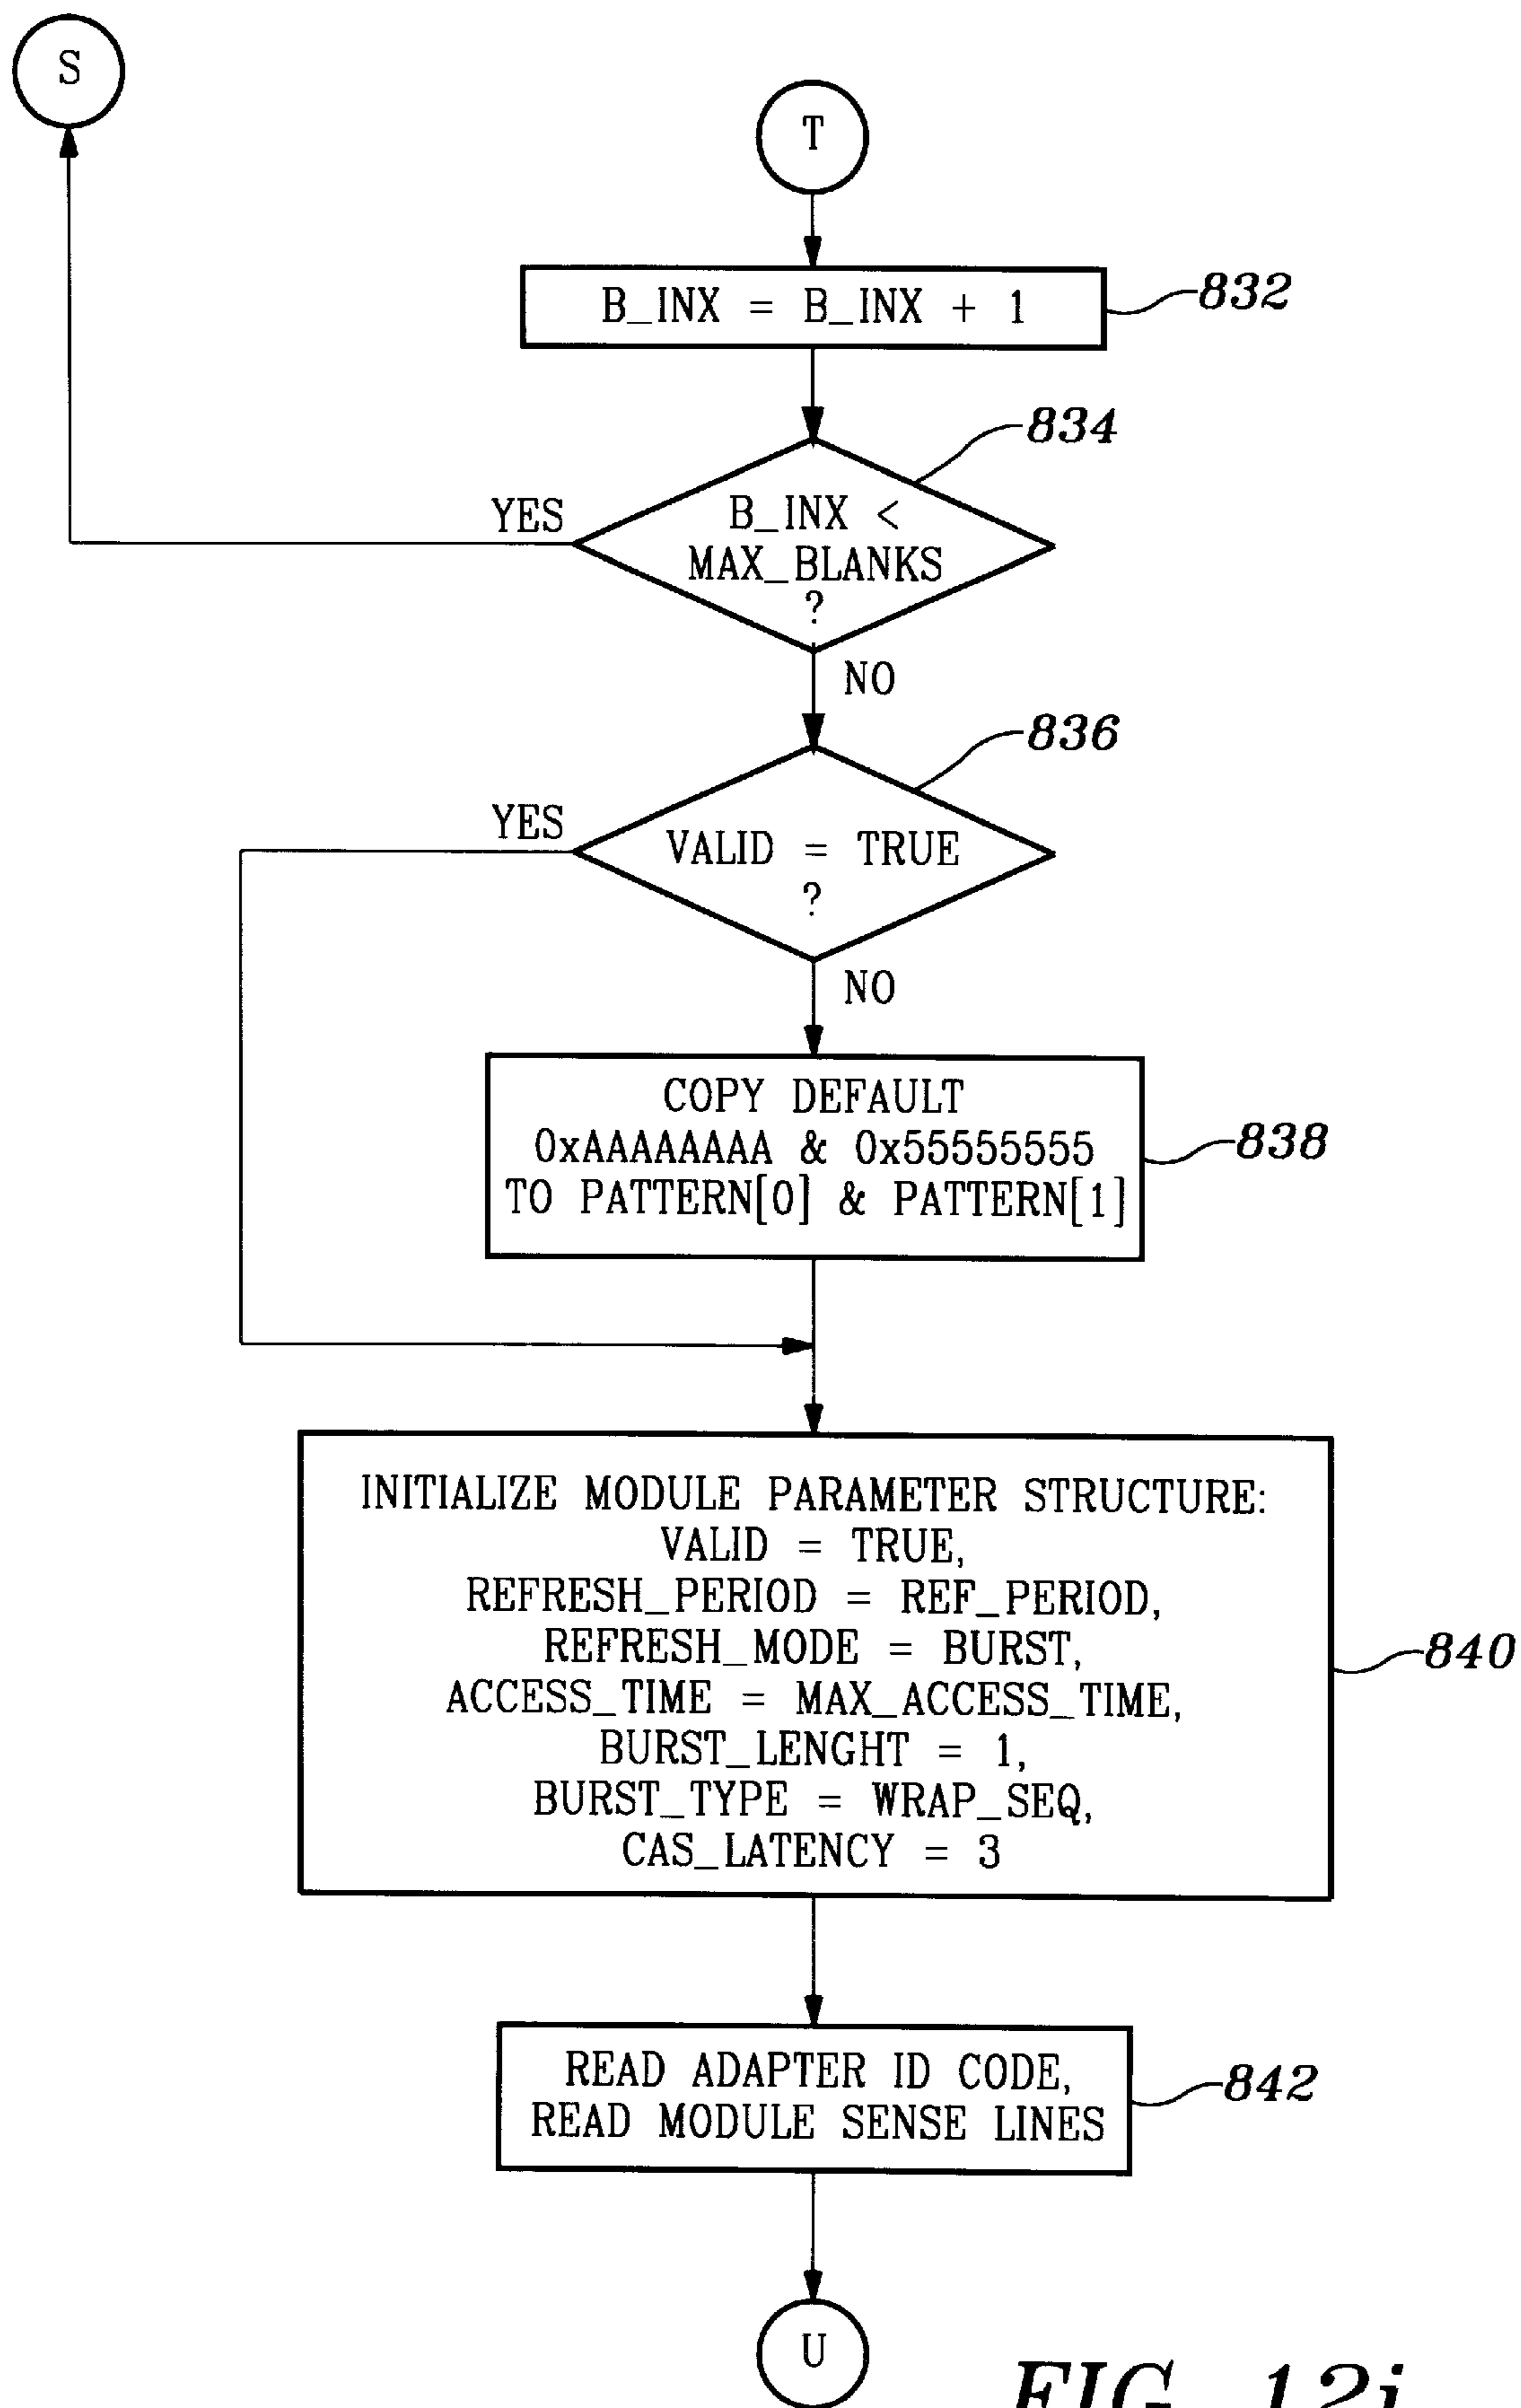 S
T
B_INX = B_INX + 1
832
834
YES
B_INX <
MAX_BLANKS
?
NO
836
YES
VALID = TRUE
?
NO
COPY DEFAULT
0xAAAAAAAA & 0x55555555
TO PATTERN[0] & PATTERN[1]
838
INITIALIZE MODULE PARAMETER STRUCTURE:
VALID = TRUE,
REFRESH_PERIOD = REF_PERIOD,
REFRESH_MODE = BURST,
ACCESS_TIME = MAX_ACCESS_TIME,
BURST_LENGHT = 1,
BURST_TYPE = WRAP_SEQ,
CAS_LATENCY = 3
840
READ ADAPTER ID CODE,
READ MODULE SENSE LINES
842
U
FIG. 12i